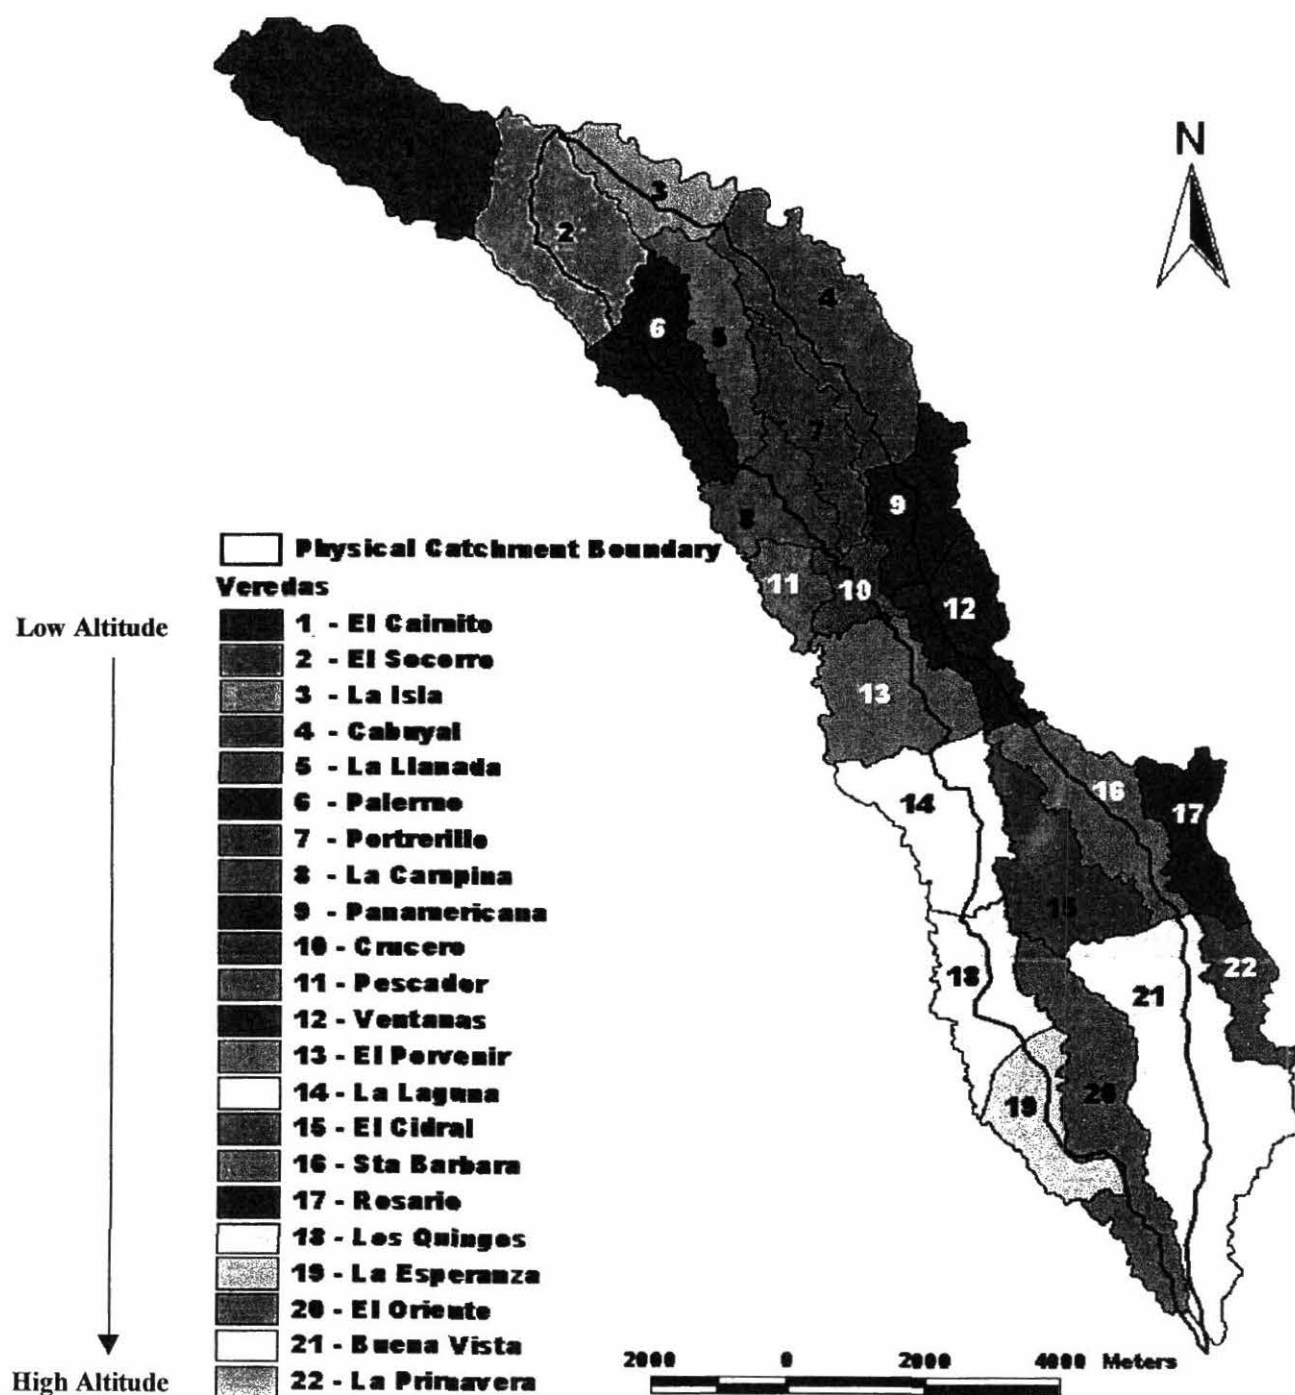 N
1
2
3
4
5
6
7
8
9
10
11
12
13
14
15
16
17
18
19
20
21
22
Physical Catchment Boundary
Veredas
Low Altitude
1 - El Caimito
2 - El Socorro
3 - La Isla
4 - Cabuyal
5 - La Llanada
6 - Palermo
7 - Portrerillo
8 - La Campina
9 - Panamericana
10 - Crucero
11 - Pescador
12 - Ventanas
13 - El Porvenir
14 - La Laguna
15 - El Cidral
16 - Sta Barbara
17 - Rosario
18 - Los Quingos
19 - La Esperanza
20 - El Oriente
21 - Buena Vista
22 - La Primavera
High Altitude
2000 0 2000 4000 Meters